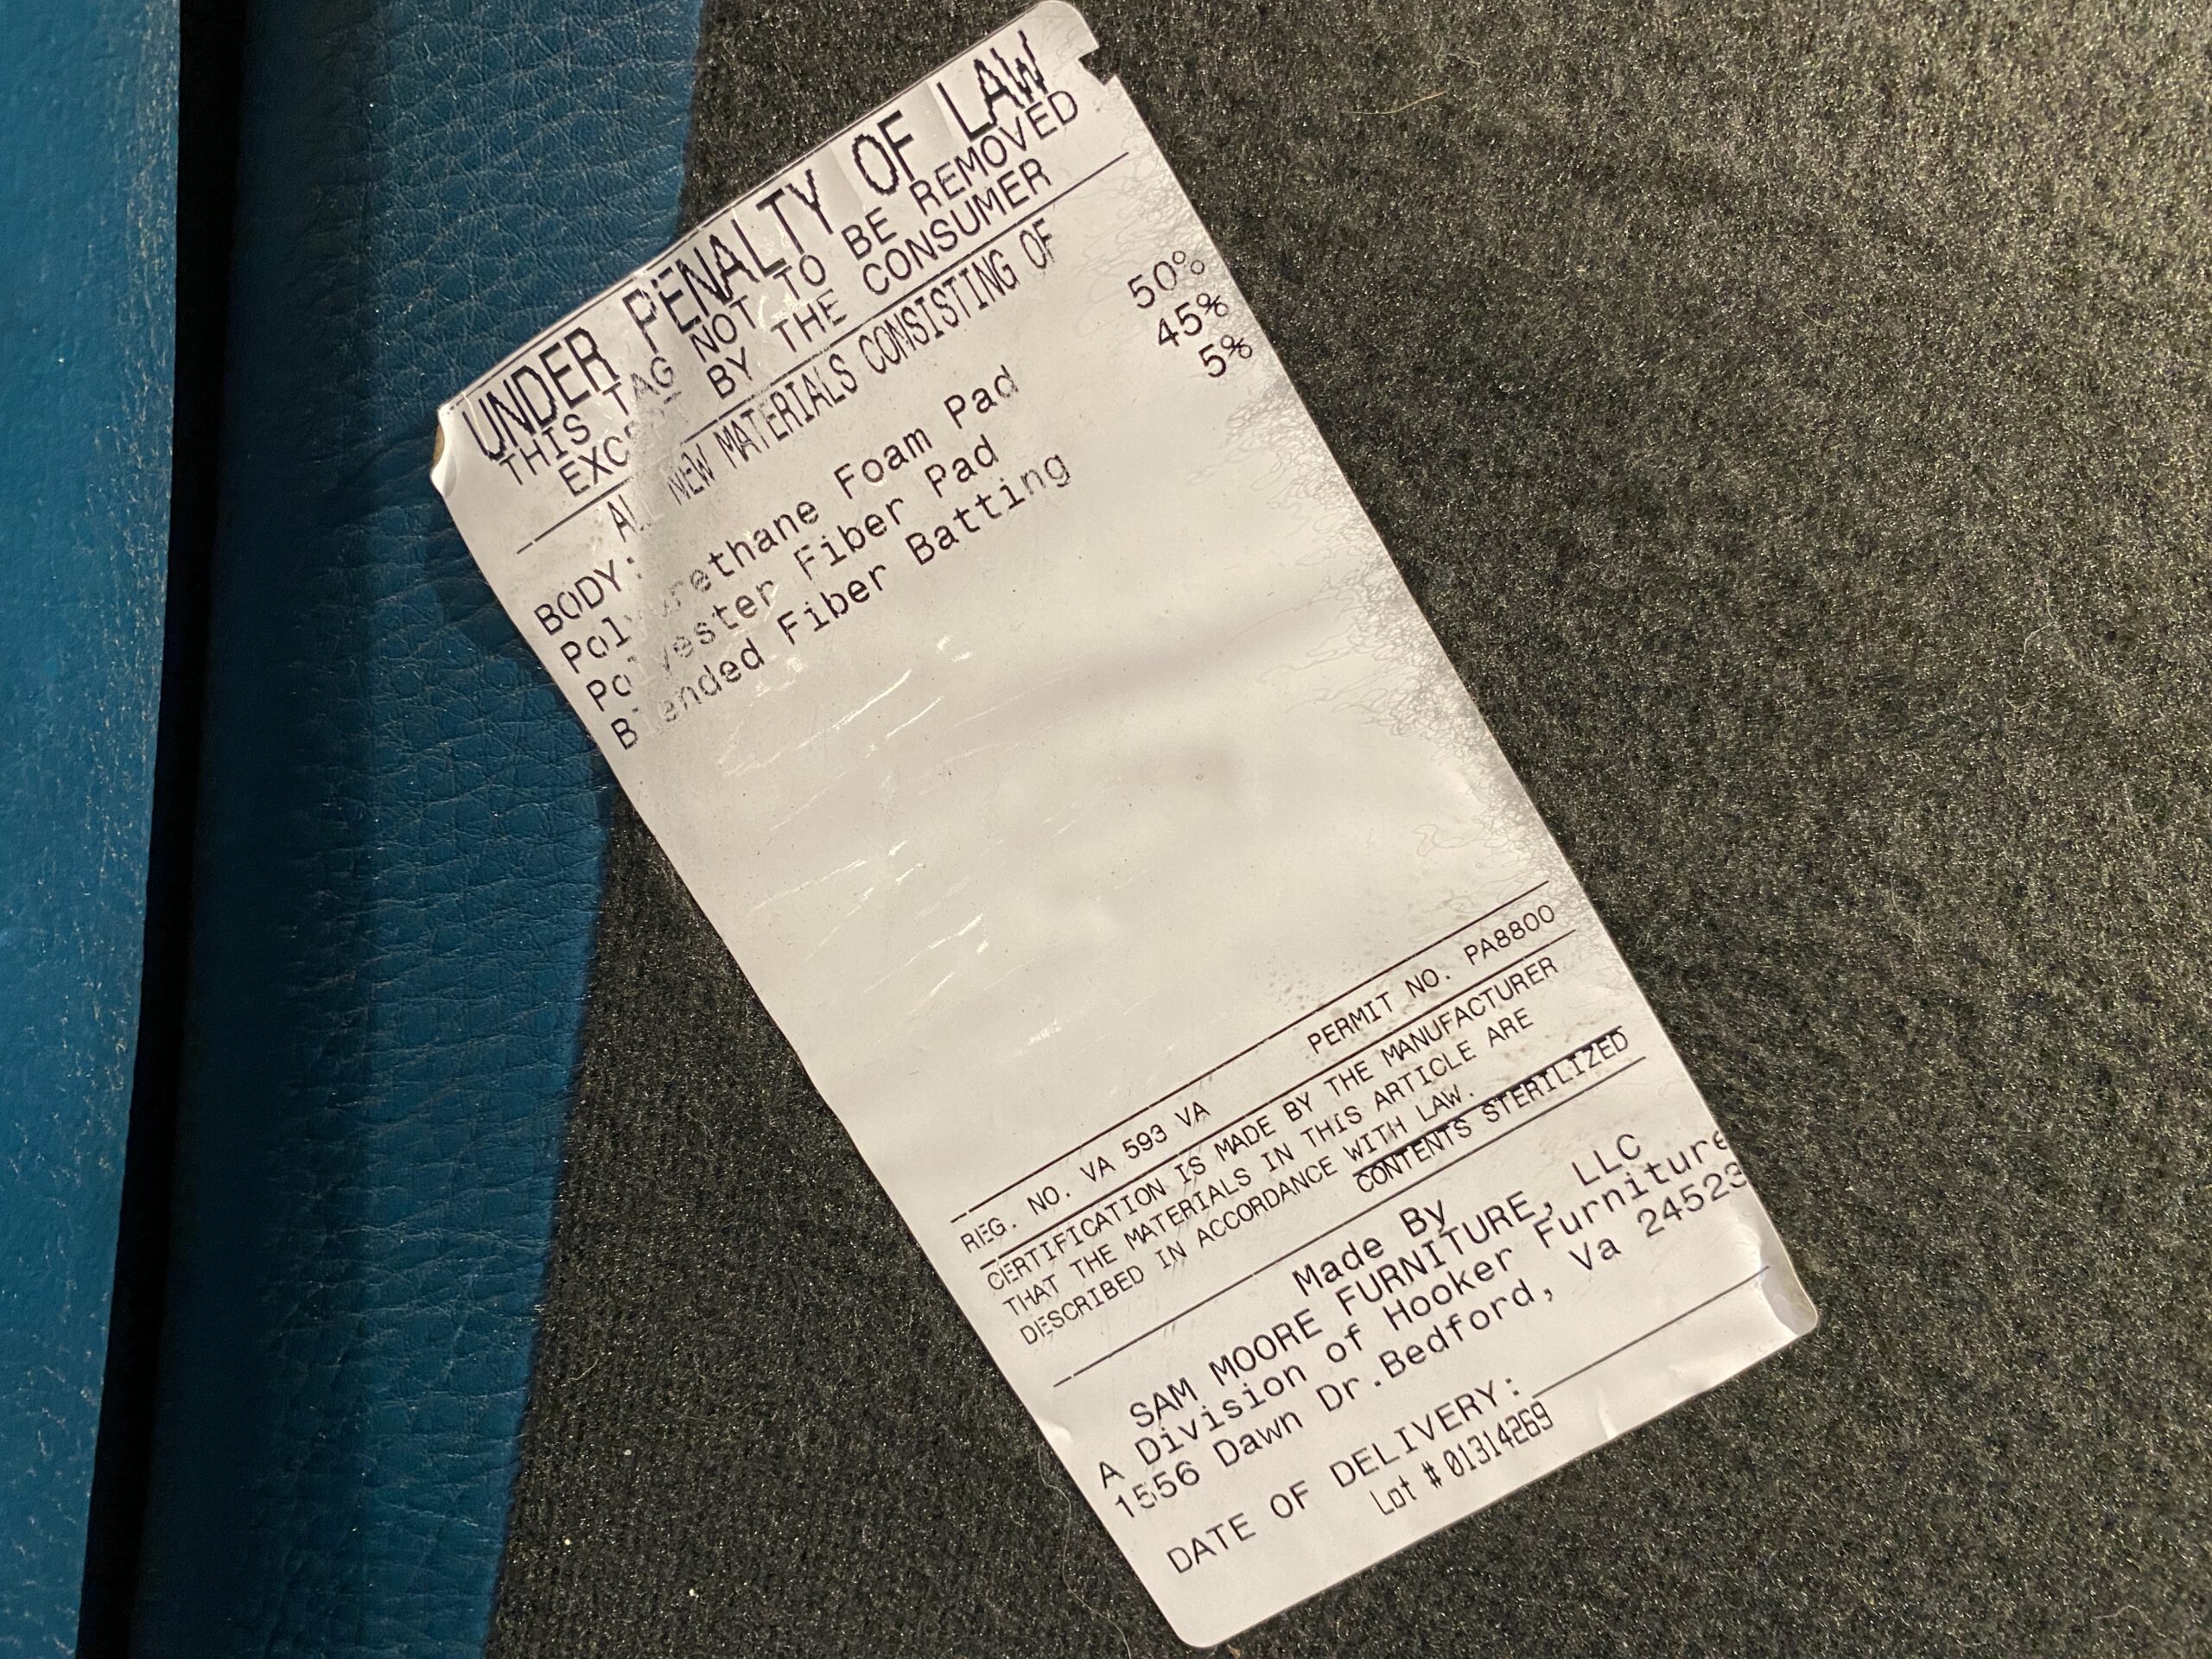 UNDER PENALTY OF LAW
THIS TAG NOT TO BE REMOVED
EXCE BY THE CONSUMER
ALL NEW MATERIALS CONSISTING OF
BODY:
Polyurethane Foam Pad 50%
Polyester Fiber Pad 45%
Blended Fiber Batting 5%
REG. NO. VA 593 VA PERMIT NO. PA8800
CERTIFICATION IS MADE BY THE MANUFACTURER
THAT THE MATERIALS IN THIS ARTICLE ARE
DESCRIBED IN ACCORDANCE WITH LAW.
CONTENTS STERILIZED
Made By
SAM MOORE FURNITURE, LLC
A Division of Hooker Furniture
1556 Dawn Dr.Bedford, Va 24523
DATE OF DELIVERY:
Lot # 01314269